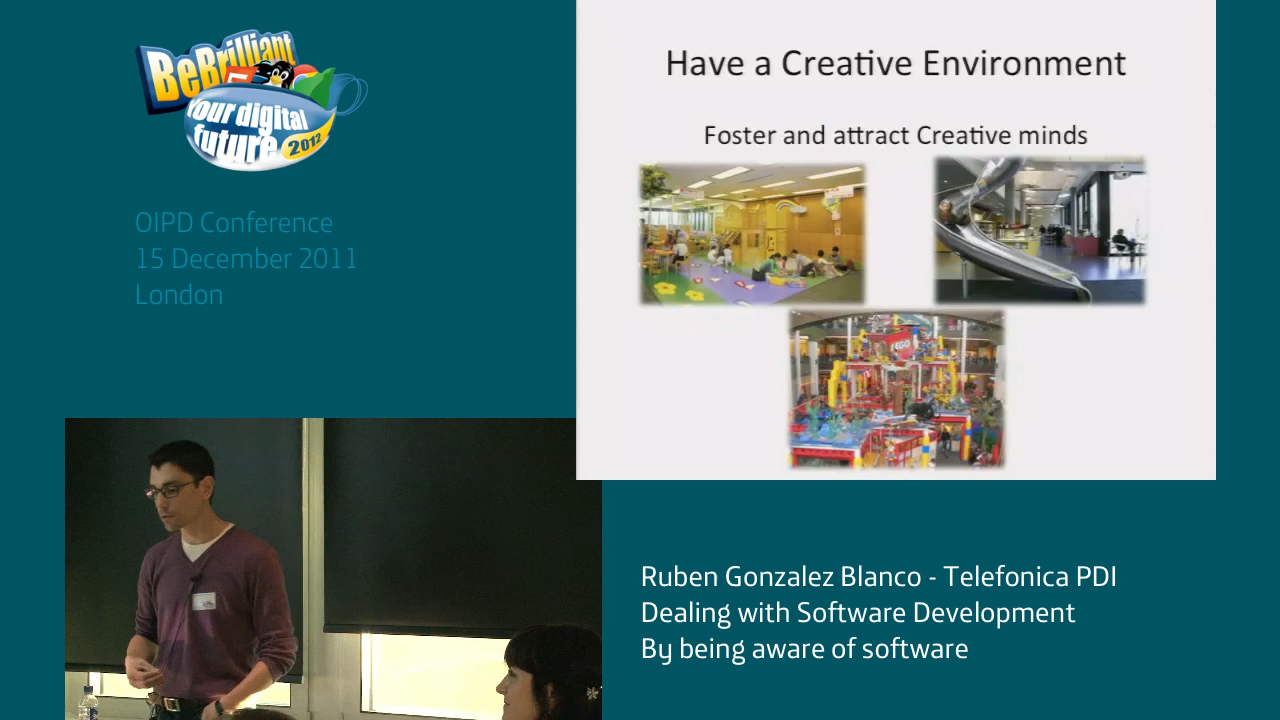 BeBrilliant
Your digital
future
2012
OIPD Conference
15 December 2011
London
Have a Creative Environment
Foster and attract Creative minds
LEGO
Ruben Gonzalez Blanco - Telefonica PDI
Dealing with Software Development
By being aware of software